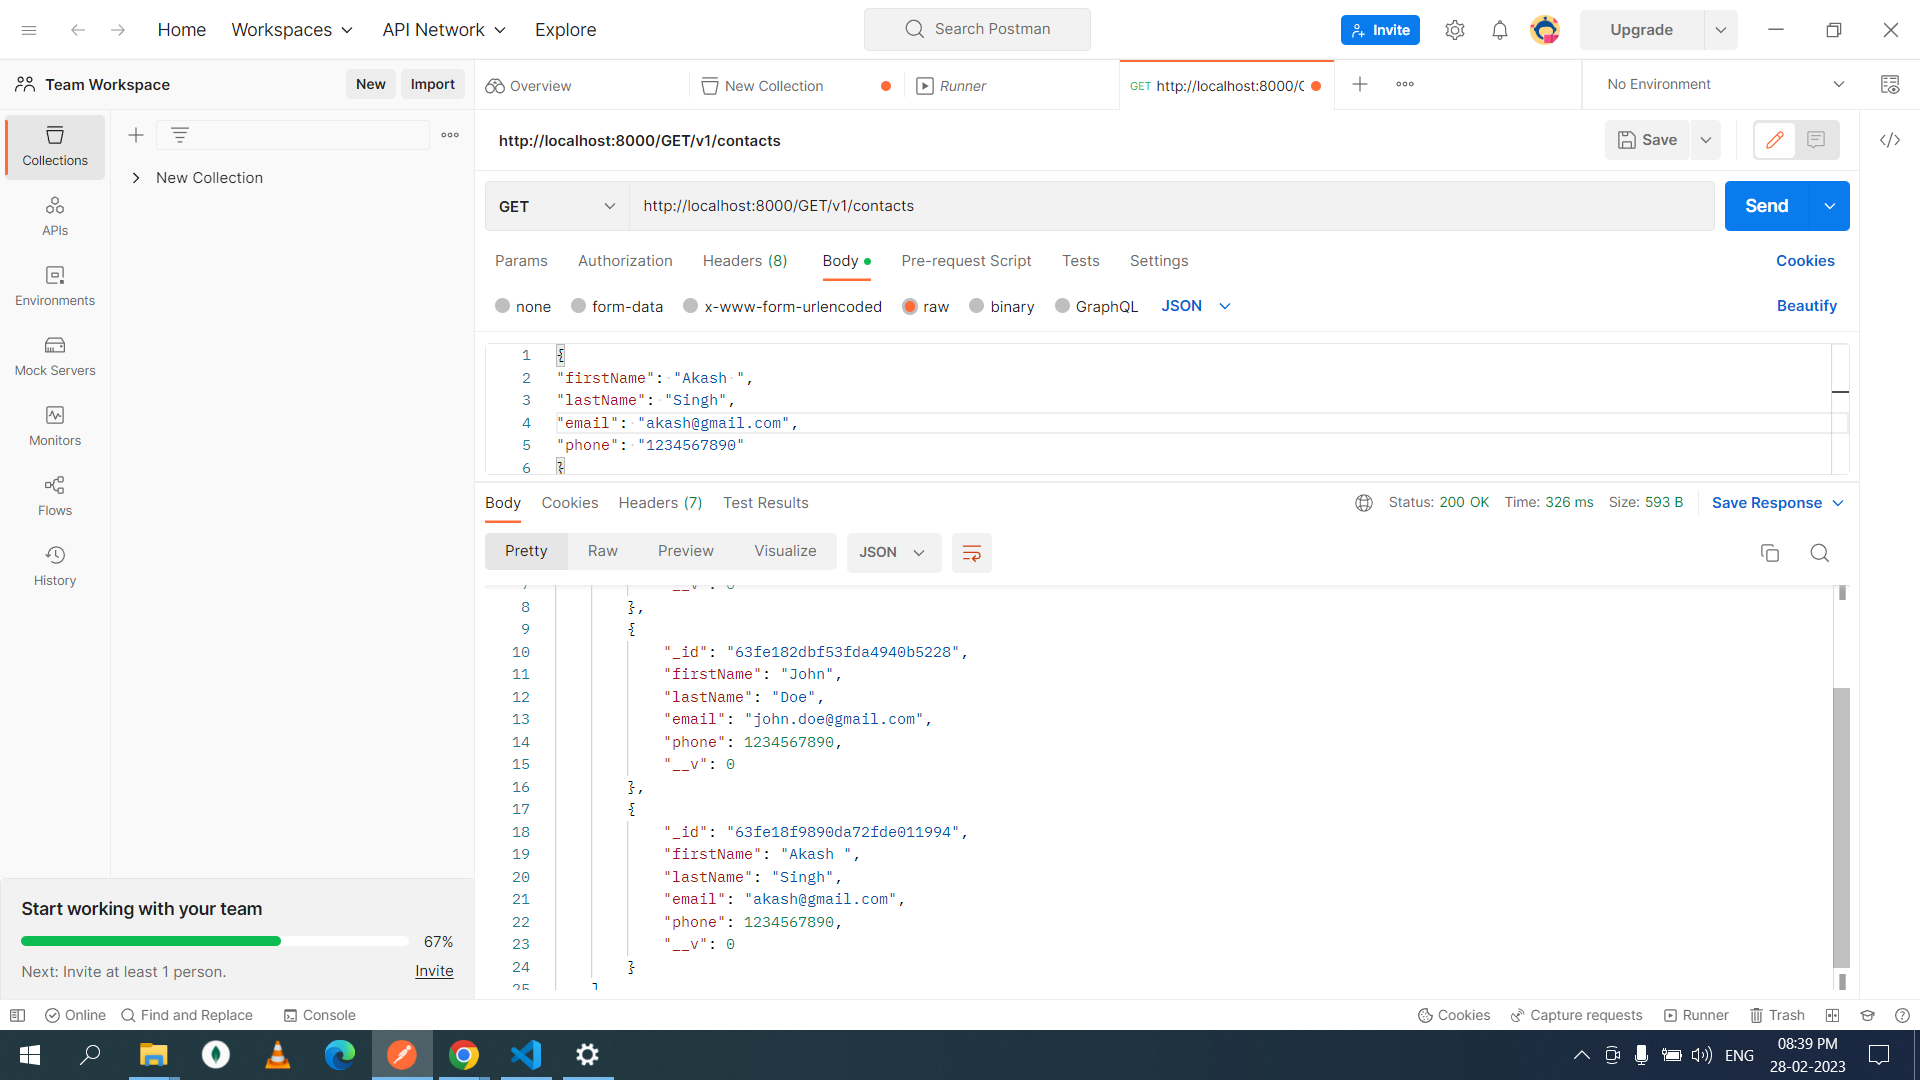 Home Workspaces API Network Explore Search Postman Invite Upgrade
Team Workspace New Import Overview New Collection Runner GET http://localhost:8000/G No Environment
http://localhost:8000/GET/v1/contacts Save
Collections New Collection
GET http://localhost:8000/GET/v1/contacts Send
APIs
Params Authorization Headers (8) Body Pre-request Script Tests Settings Cookies
Environments
none form-data x-www-form-urlencoded raw binary GraphQL JSON Beautify
Mock Servers
Monitors
Flows
History
1 {
2 "firstName": "Akash ",
3 "lastName": "Singh",
4 "email": "akash@gmail.com",
5 "phone": "1234567890"
6 }
Body Cookies Headers (7) Test Results Status: 200 OK Time: 326 ms Size: 593 B Save Response
Pretty Raw Preview Visualize JSON
7 "__v": 0
8 },
9 {
10 "_id": "63fe182dbf53fda4940b5228",
11 "firstName": "John",
12 "lastName": "Doe",
13 "email": "john.doe@gmail.com",
14 "phone": 1234567890,
15 "__v": 0
16 },
17 {
18 "_id": "63fe18f9890da72fde011994",
19 "firstName": "Akash ",
20 "lastName": "Singh",
21 "email": "akash@gmail.com",
22 "phone": 1234567890,
23 "__v": 0
24 }
25 ]
Start working with your team
67%
Next: Invite at least 1 person. Invite
Online Find and Replace Console Cookies Capture requests Runner Trash
ENG 08:39 PM
28-02-2023